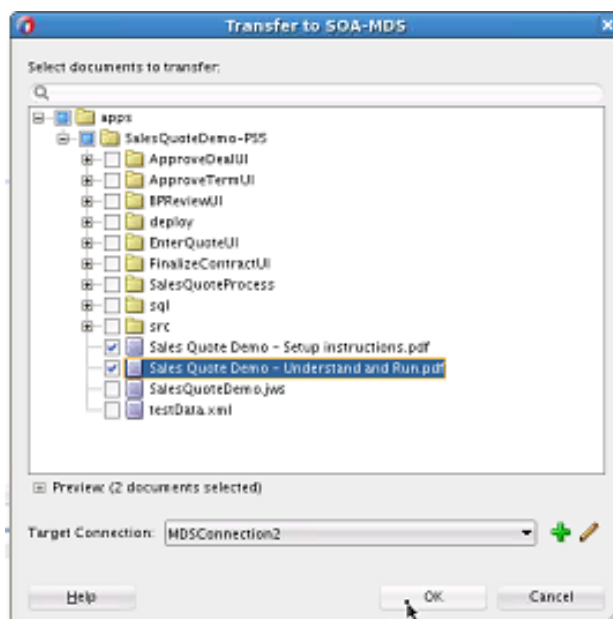 Transfer to SOA-MDS
Select documents to transfer:
apps
SalesQuoteDemo-PS5
ApproveDealUI
ApproveTermUI
BPReviewUI
deploy
EnterQuoteUI
FinalizeContractUI
SalesQuoteProcess
sql
src
Sales Quote Demo - Setup instructions.pdf
Sales Quote Demo - Understand and Run.pdf
SalesQuoteDemo.jws
testData.xml
Preview: (2 documents selected)
Target Connection: MDSConnection2
Help OK Cancel